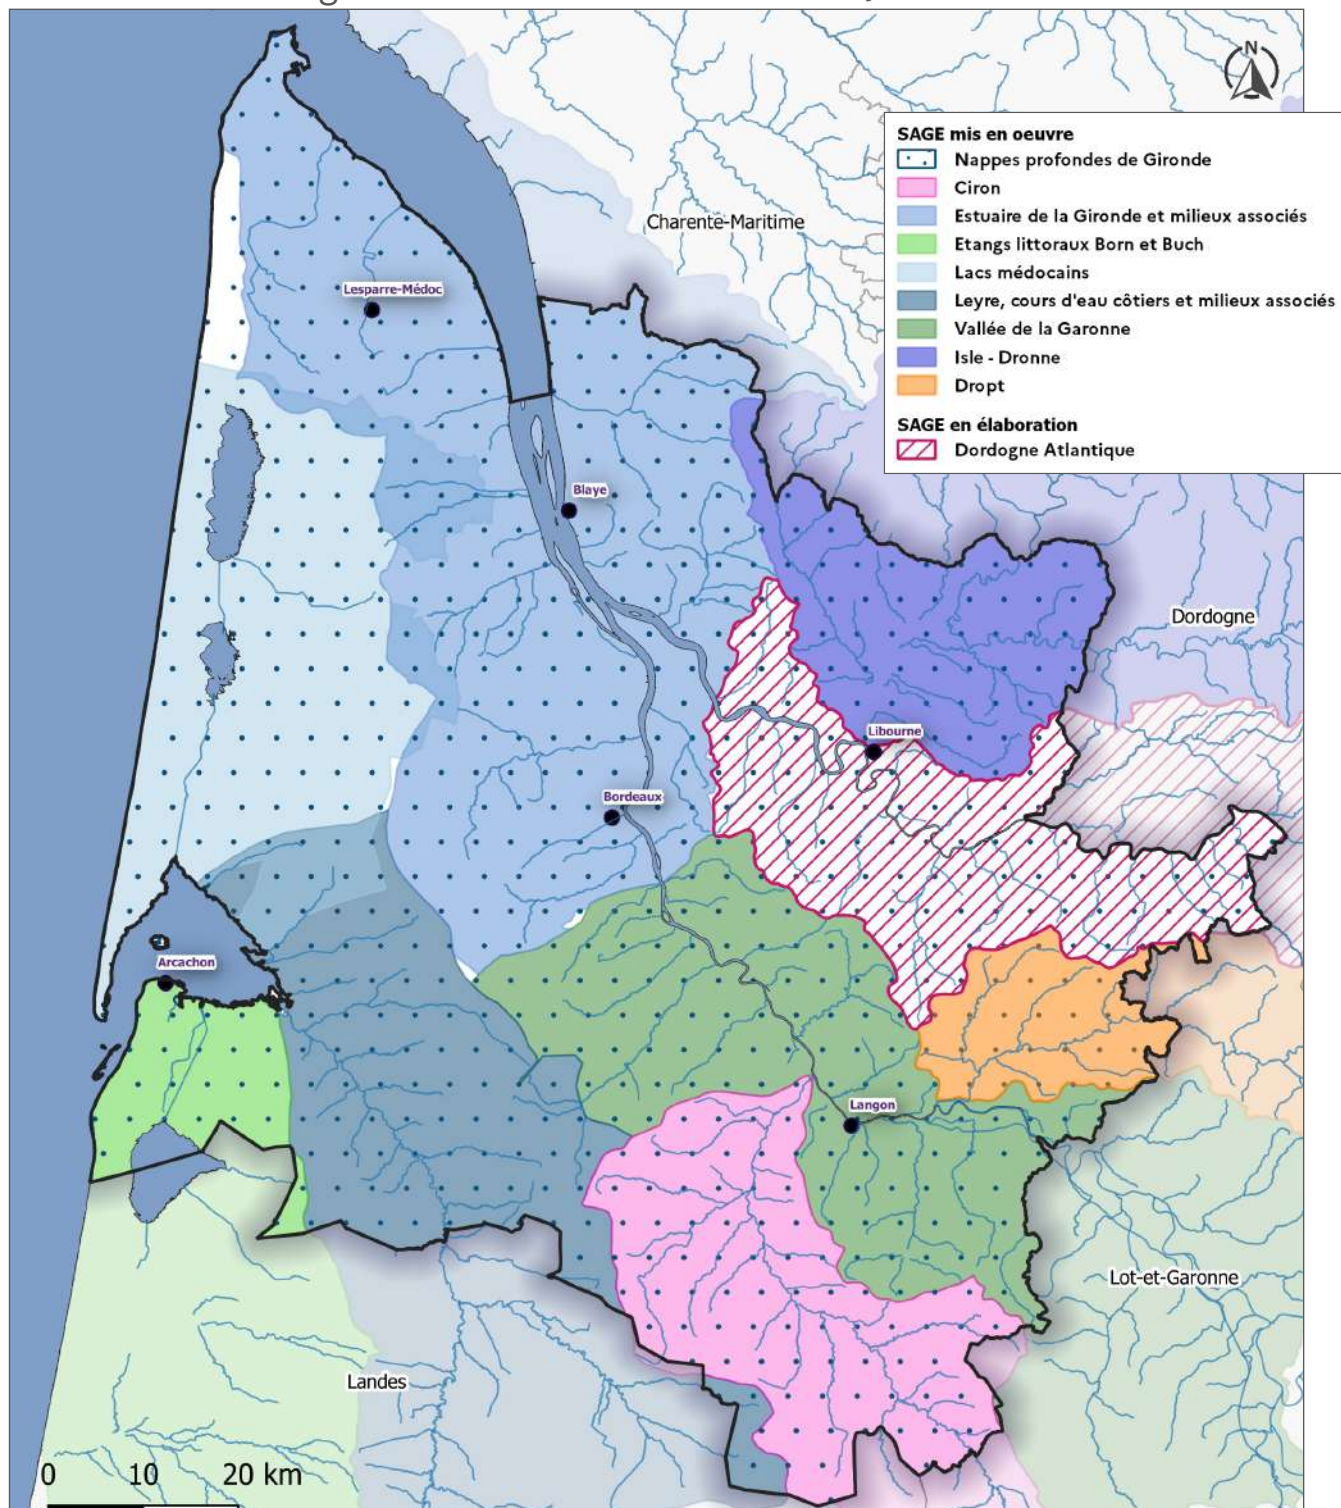 N
SAGE mis en oeuvre
Nappes profondes de Gironde
Ciron
Estuaire de la Gironde et milieux associés
Etangs littoraux Born et Buch
Lacs médocains
Leyre, cours d'eau côtiers et milieux associés
Vallée de la Garonne
Isle - Dronne
Dropt
SAGE en élaboration
Dordogne Atlantique
Charente-Maritime
Lesparre-Médoc
Blaye
Dordogne
Libourne
Bordeaux
Arcachon
Langon
Lot-et-Garonne
Landes
0 10 20 km